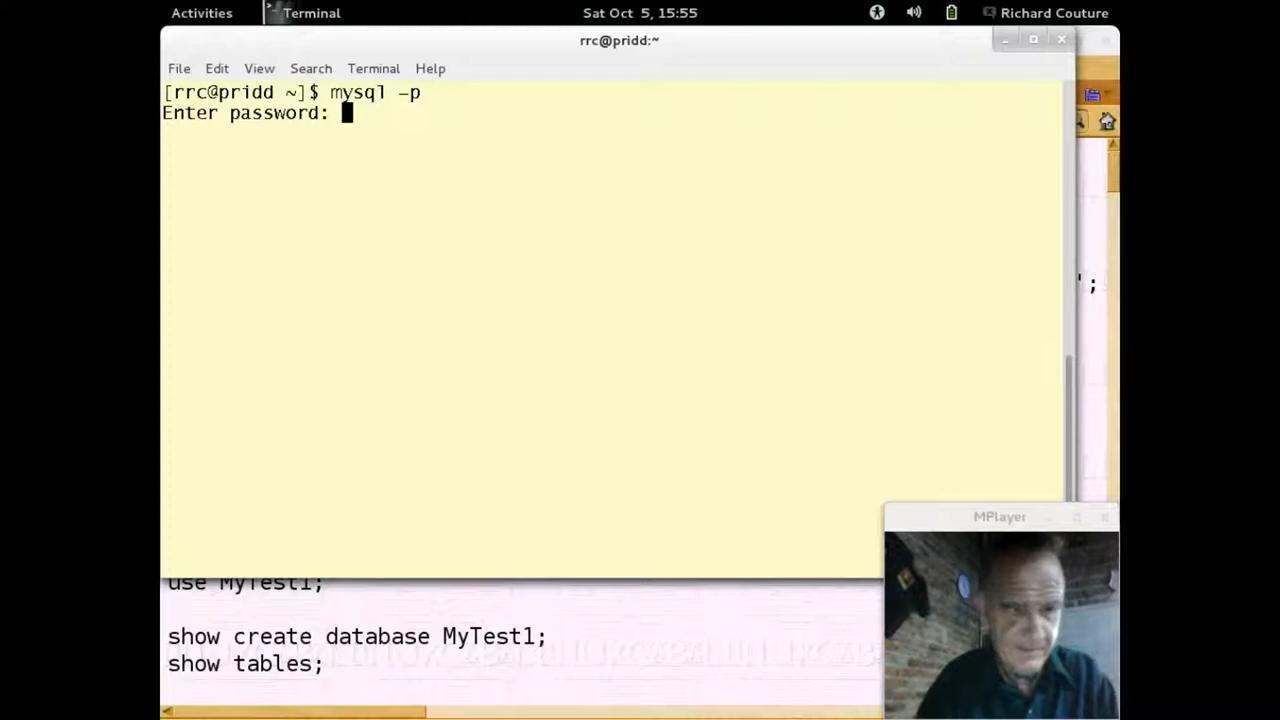 Activities Terminal Sat Oct 5, 15:55 Richard Couture
rrc@pridd:~
File Edit View Search Terminal Help
[rrc@pridd ~]$ mysql -p
Enter password:
';
use MyTest1;
MPlayer
show create database MyTest1;
show tables;